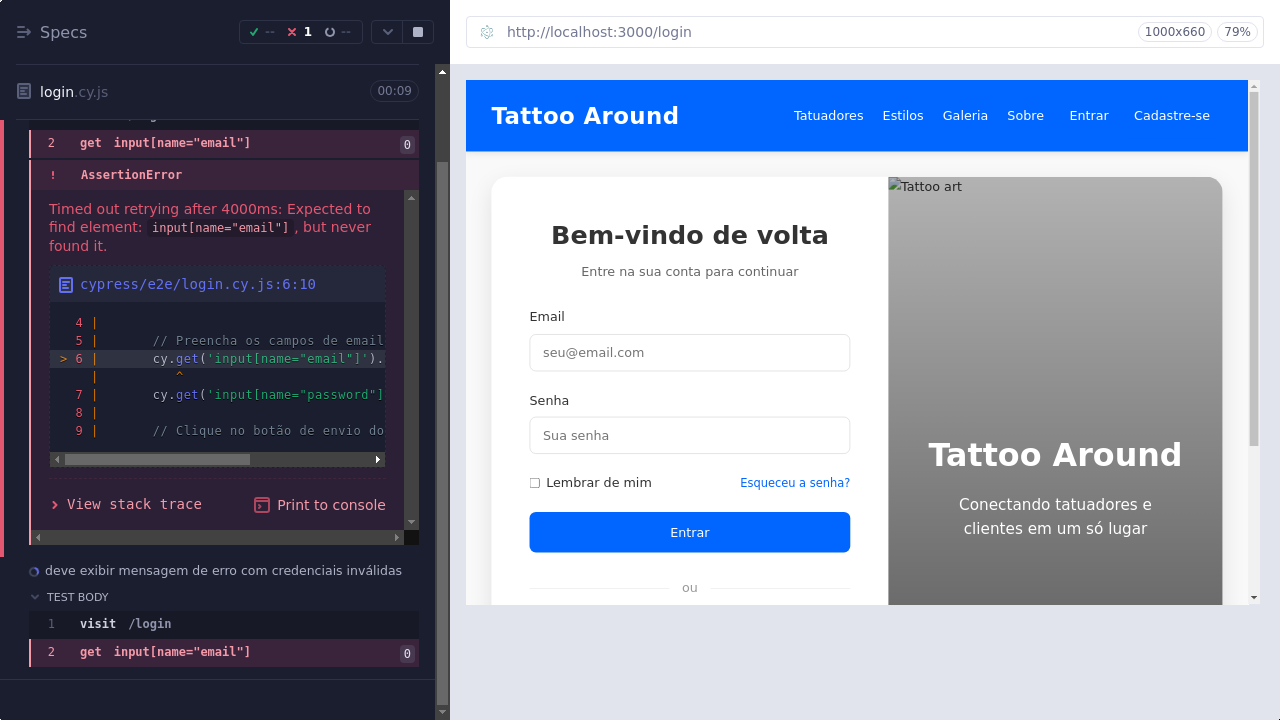 Specs
-- 1 --
login.cy.js
00:09
2 get input[name="email"] 0
! AssertionError
Timed out retrying after 4000ms: Expected to
find element: input[name="email"] , but never
found it.
cypress/e2e/login.cy.js:6:10
4 |
5 | // Preencha os campos de email
> 6 | cy.get('input[name="email"]').
| ^
7 | cy.get('input[name="password"]
8 |
9 | // Clique no botão de envio do
View stack trace
Print to console
deve exibir mensagem de erro com credenciais inválidas
TEST BODY
1 visit /login
2 get input[name="email"] 0
http://localhost:3000/login
1000x660
79%
Tattoo Around
Tatuadores Estilos Galeria Sobre Entrar Cadastre-se
Bem-vindo de volta
Entre na sua conta para continuar
Email
seu@email.com
Senha
Sua senha
Lembrar de mim
Esqueceu a senha?
Entrar
ou
Tattoo art
Tattoo Around
Conectando tatuadores e
clientes em um só lugar